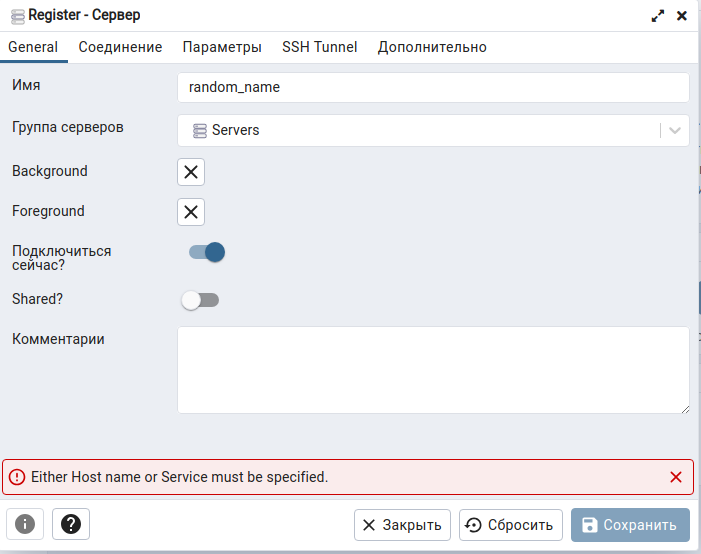 Register - Сервер
General Соединение Параметры SSH Tunnel Дополнительно
Имя random_name
Группа серверов Servers
Background
Foreground
Подключиться
сейчас?
Shared?
Комментарии
Either Host name or Service must be specified.
Закрыть Сбросить Сохранить